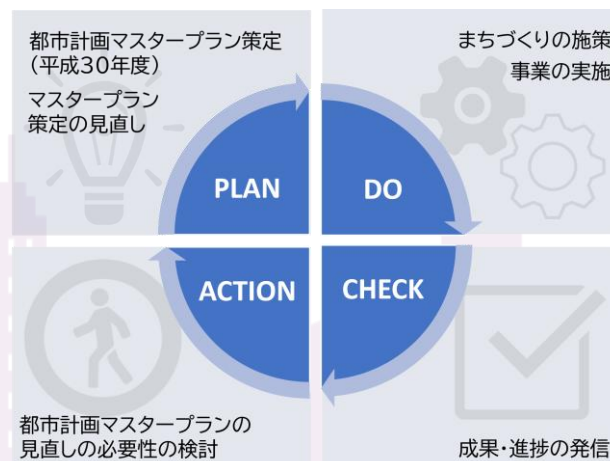 都市計画マスタープラン策定
（平成30年度）
マスタープラン
策定の見直し
まちづくりの施策
事業の実施
PLAN
DO
ACTION
CHECK
都市計画マスタープランの
見直しの必要性の検討
成果・進捗の発信